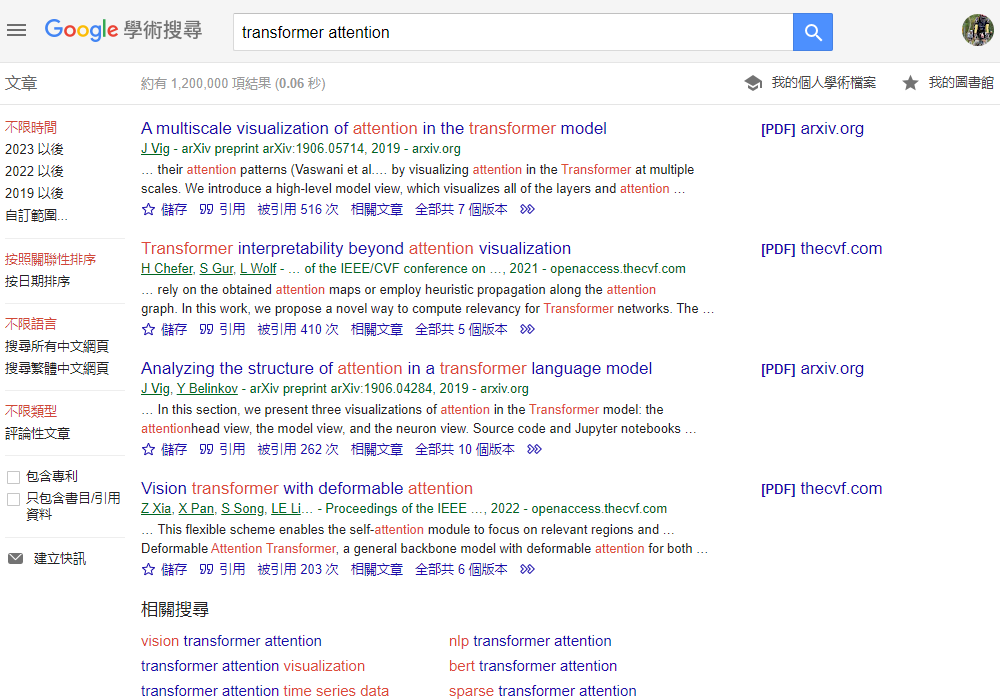 Google 學術搜尋
transformer attention
文章
約有 1,200,000 項結果 (0.06 秒)
我的個人學術檔案
我的圖書館
不限時間
2023 以後
2022 以後
2019 以後
自訂範圍...
按照關聯性排序
按日期排序
不限語言
搜尋所有中文網頁
搜尋繁體中文網頁
不限類型
評論性文章
包含專利
只包含書目/引用
資料
建立快訊
A multiscale visualization of attention in the transformer model
[PDF] arxiv.org
J Vig - arXiv preprint arXiv:1906.05714, 2019 - arxiv.org
… their attention patterns (Vaswani et al.… by visualizing attention in the Transformer at multiple
scales. We introduce a high-level model view, which visualizes all of the layers and attention …
儲存 引用 被引用 516 次 相關文章 全部共 7 個版本
Transformer interpretability beyond attention visualization
[PDF] thecvf.com
H Chefer, S Gur, L Wolf - … of the IEEE/CVF conference on …, 2021 - openaccess.thecvf.com
… rely on the obtained attention maps or employ heuristic propagation along the attention
graph. In this work, we propose a novel way to compute relevancy for Transformer networks. The …
儲存 引用 被引用 410 次 相關文章 全部共 5 個版本
Analyzing the structure of attention in a transformer language model
[PDF] arxiv.org
J Vig, Y Belinkov - arXiv preprint arXiv:1906.04284, 2019 - arxiv.org
… In this section, we present three visualizations of attention in the Transformer model: the
attentionhead view, the model view, and the neuron view. Source code and Jupyter notebooks …
儲存 引用 被引用 262 次 相關文章 全部共 10 個版本
Vision transformer with deformable attention
[PDF] thecvf.com
Z Xia, X Pan, S Song, LE Li… - Proceedings of the IEEE …, 2022 - openaccess.thecvf.com
… This flexible scheme enables the self-attention module to focus on relevant regions and …
Deformable Attention Transformer, a general backbone model with deformable attention for both …
儲存 引用 被引用 203 次 相關文章 全部共 6 個版本
相關搜尋
vision transformer attention
nlp transformer attention
transformer attention visualization
bert transformer attention
transformer attention time series data
sparse transformer attention